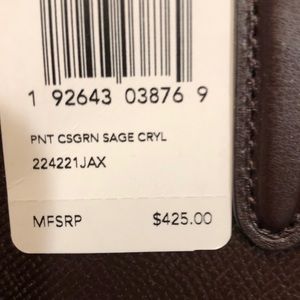 1 92643 03876 9
PNT CSGRN SAGE CRYL
224221JAX
MFSRP $425.00